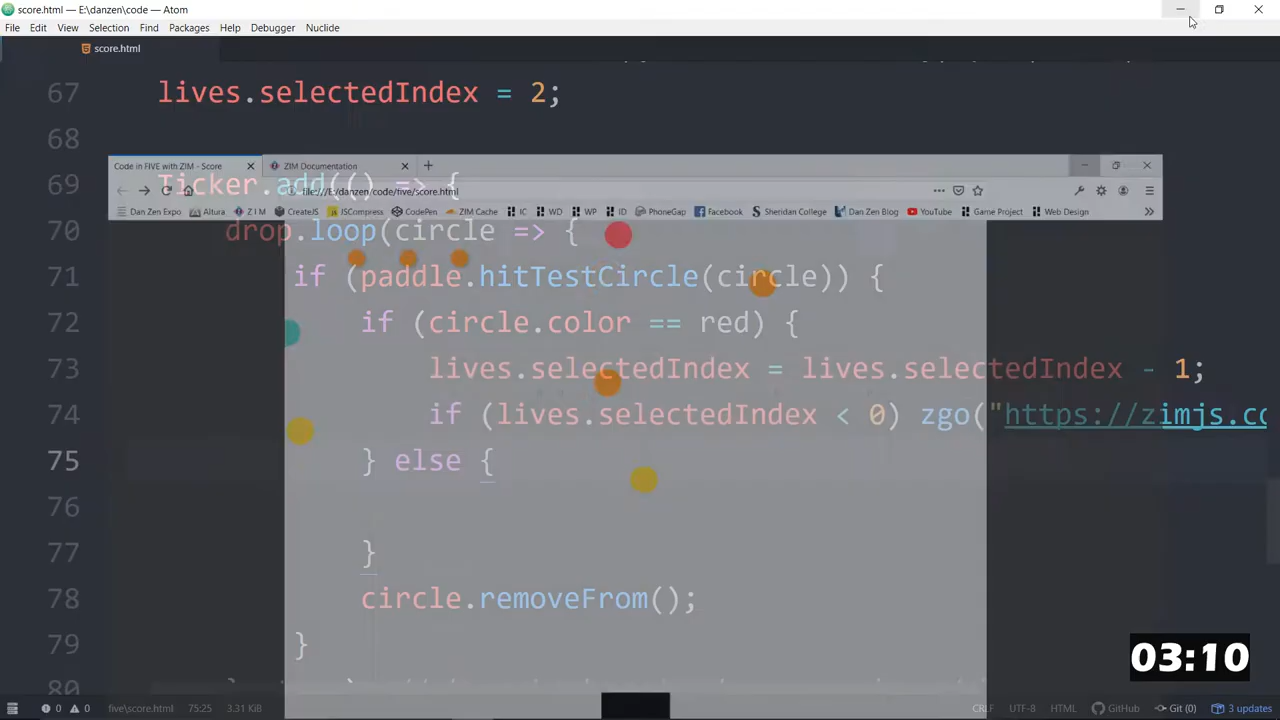 score.html — E:\danzen\code — Atom
File Edit View Selection Find Packages Help Debugger Nuclide
score.html
67 lives.selectedIndex = 2;
68
Code in FIVE with ZIM - Score ZIM Documentation
69 Ticker.add(() => {
file:///E:/danzen/code/five/score.html
Dan Zen Expo Altura Z I M CreateJS JSCompress CodePen ZIM Cache IC WD WP ID PhoneGap Facebook Sheridan College Dan Zen Blog YouTube Game Project Web Design
70 drop.loop(circle => {
71 if (paddle.hitTestCircle(circle)) {
72 if (circle.color == red) {
73 lives.selectedIndex = lives.selectedIndex - 1;
74 if (lives.selectedIndex < 0) zgo("https://zimjs.co
75 } else {
76
77 }
78 circle.removeFrom();
79 }
80
03:10
0 0 five\score.html 75:25 3.31 KiB CRLF UTF-8 HTML GitHub Git (0) 3 updates